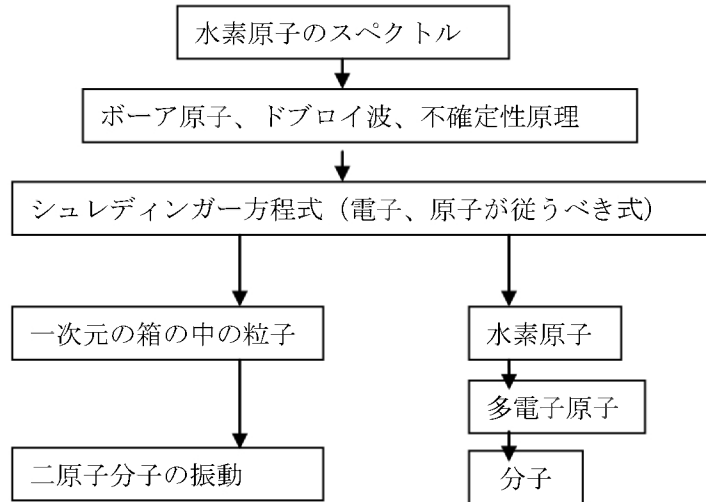 水素原子のスペクトル
ボーア原子、ドブロイ波、不確定性原理
シュレディンガー方程式（電子、原子が従うべき式）
一次元の箱の中の粒子
水素原子
多電子原子
二原子分子の振動
分子